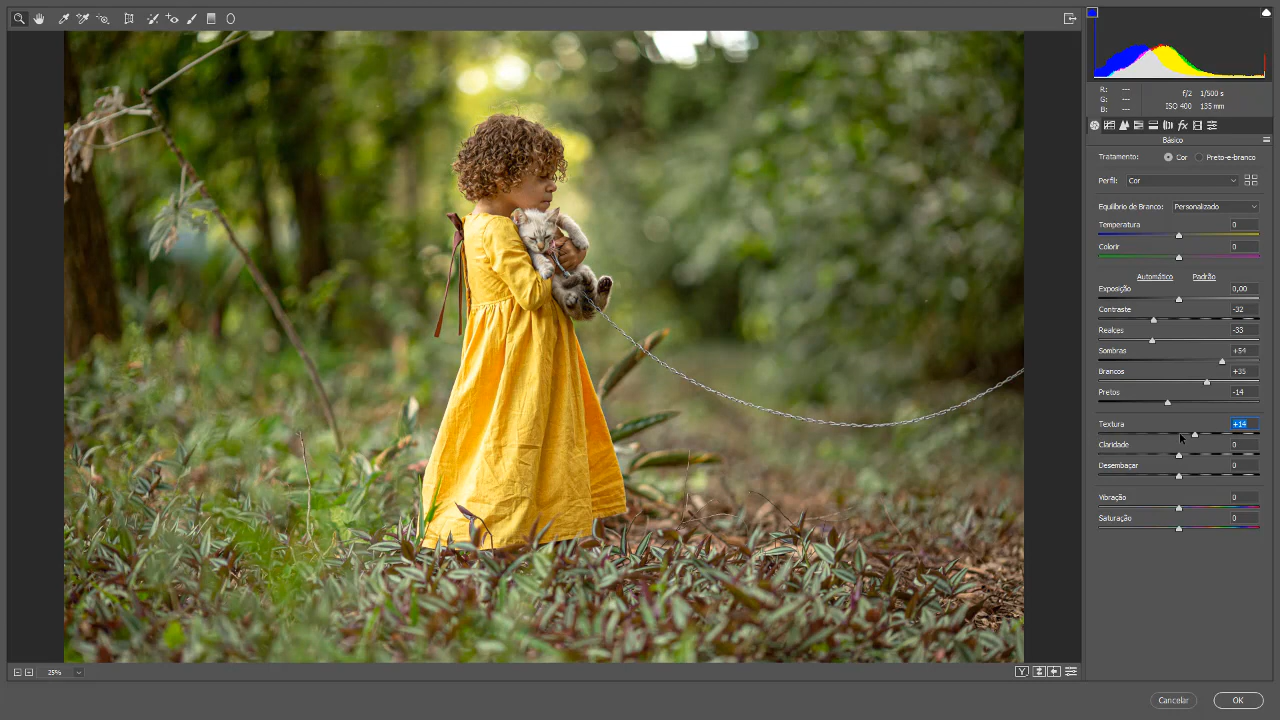 R: ---
G: ---
B: ---
f/2 1/500 s
ISO 400 135 mm
fx
Básico
Tratamento: Cor Preto-e-branco
Perfil: Cor
Equilíbrio de Branco: Personalizado
Temperatura 0
Colorir 0
Automático Padrão
Exposição 0,00
Contraste -32
Realces -33
Sombras +54
Brancos +35
Pretos -14
Textura +14
Claridade 0
Desembaçar 0
Vibração 0
Saturação 0
25%
Y
Cancelar OK